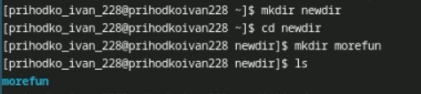 [prihodko_ivan_228@prihodkoivan228 ~]$ mkdir newdir
[prihodko_ivan_228@prihodkoivan228 ~]$ cd newdir
[prihodko_ivan_228@prihodkoivan228 newdir]$ mkdir morefun
[prihodko_ivan_228@prihodkoivan228 newdir]$ ls
morefun